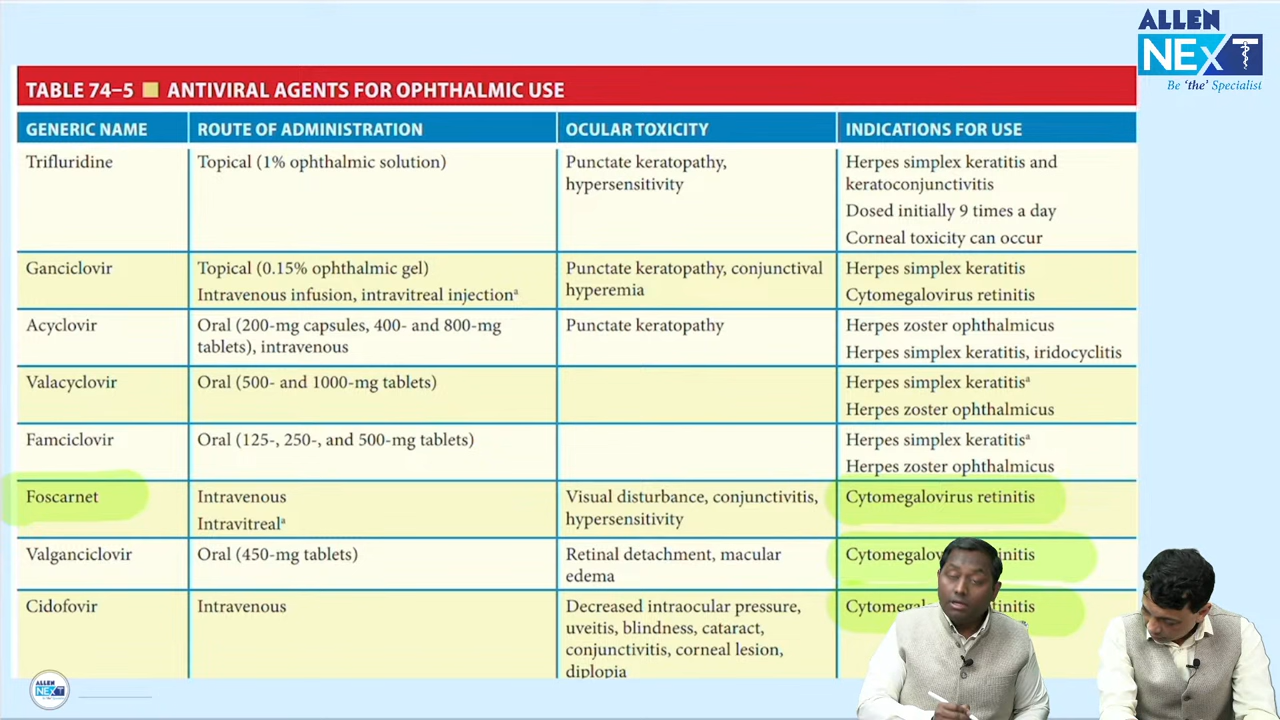 ALLEN
NEXT
Be 'the' Specialist
TABLE 74–5 ANTIVIRAL AGENTS FOR OPHTHALMIC USE
GENERIC NAME ROUTE OF ADMINISTRATION OCULAR TOXICITY INDICATIONS FOR USE
Trifluridine Topical (1% ophthalmic solution) Punctate keratopathy, Herpes simplex keratitis and
hypersensitivity keratoconjunctivitis
Dosed initially 9 times a day
Corneal toxicity can occur
Ganciclovir Topical (0.15% ophthalmic gel) Punctate keratopathy, conjunctival Herpes simplex keratitis
Intravenous infusion, intravitreal injectionᵃ hyperemia Cytomegalovirus retinitis
Acyclovir Oral (200-mg capsules, 400- and 800-mg Punctate keratopathy Herpes zoster ophthalmicus
tablets), intravenous Herpes simplex keratitis, iridocyclitis
Valacyclovir Oral (500- and 1000-mg tablets) Herpes simplex keratitisᵃ
Herpes zoster ophthalmicus
Famciclovir Oral (125-, 250-, and 500-mg tablets) Herpes simplex keratitisᵃ
Herpes zoster ophthalmicus
Foscarnet Intravenous Visual disturbance, conjunctivitis, Cytomegalovirus retinitis
Intravitrealᵃ hypersensitivity
Valganciclovir Oral (450-mg tablets) Retinal detachment, macular
edema
Cidofovir Intravenous Decreased intraocular pressure,
uveitis, blindness, cataract,
conjunctivitis, corneal lesion,
diplopia
ALLEN
NEXT